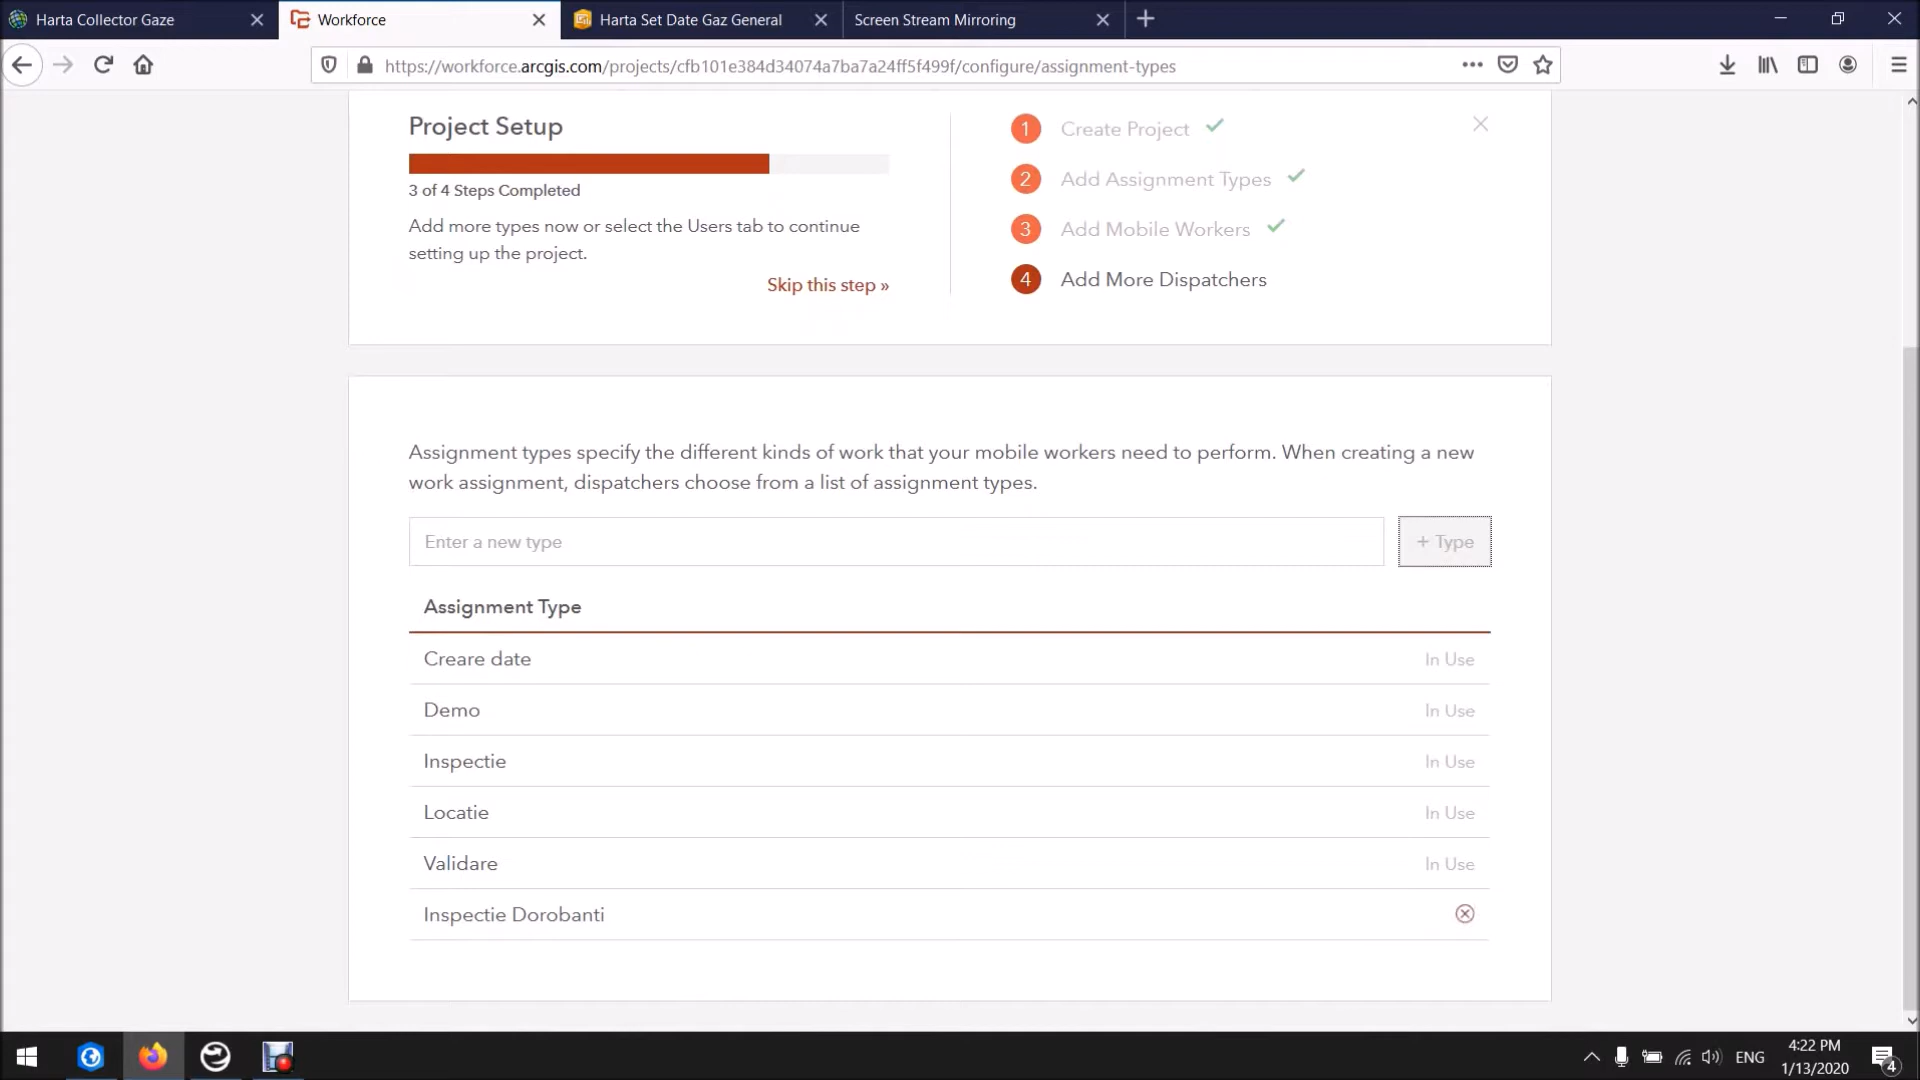 Harta Collector Gaze
Workforce
Harta Set Date Gaz General
Screen Stream Mirroring
https://workforce.arcgis.com/projects/cfb101e384d34074a7ba7a24ff5f499f/configure/assignment-types
Project Setup
3 of 4 Steps Completed
Add more types now or select the Users tab to continue
setting up the project.
Skip this step »
1 Create Project
2 Add Assignment Types
3 Add Mobile Workers
4 Add More Dispatchers
Assignment types specify the different kinds of work that your mobile workers need to perform. When creating a new
work assignment, dispatchers choose from a list of assignment types.
Enter a new type
+ Type
Assignment Type
Creare date In Use
Demo In Use
Inspectie In Use
Locatie In Use
Validare In Use
Inspectie Dorobanti
ENG
4:22 PM
1/13/2020
4